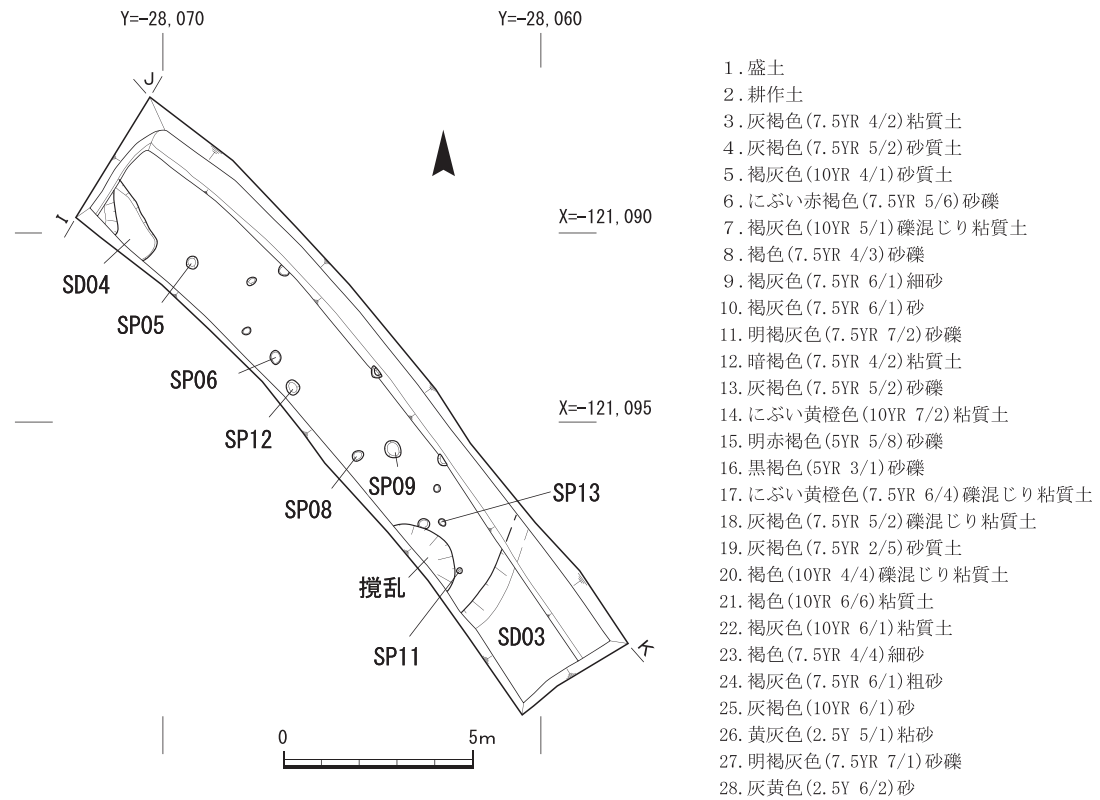 Y=-28,070
Y=-28,060
J
I
X=-121,090
SD04
SP05
SP06
X=-121,095
SP12
SP09
SP08
SP13
撹乱
SD03
K
SP11
0
5m
1.盛土
2.耕作土
3.灰褐色(7.5YR 4/2)粘質土
4.灰褐色(7.5YR 5/2)砂質土
5.褐灰色(10YR 4/1)砂質土
6.にぶい赤褐色(7.5YR 5/6)砂礫
7.褐灰色(10YR 5/1)礫混じり粘質土
8.褐色(7.5YR 4/3)砂礫
9.褐灰色(7.5YR 6/1)細砂
10.褐灰色(7.5YR 6/1)砂
11.明褐灰色(7.5YR 7/2)砂礫
12.暗褐色(7.5YR 4/2)粘質土
13.灰褐色(7.5YR 5/2)砂礫
14.にぶい黄橙色(10YR 7/2)粘質土
15.明赤褐色(5YR 5/8)砂礫
16.黒褐色(5YR 3/1)砂礫
17.にぶい黄橙色(7.5YR 6/4)礫混じり粘質土
18.灰褐色(7.5YR 5/2)礫混じり粘質土
19.灰褐色(7.5YR 2/5)砂質土
20.褐色(10YR 4/4)礫混じり粘質土
21.褐色(10YR 6/6)粘質土
22.褐灰色(10YR 6/1)粘質土
23.褐色(7.5YR 4/4)細砂
24.褐灰色(7.5YR 6/1)粗砂
25.灰褐色(10YR 6/1)砂
26.黄灰色(2.5Y 5/1)粘砂
27.明褐灰色(7.5YR 7/1)砂礫
28.灰黄色(2.5Y 6/2)砂